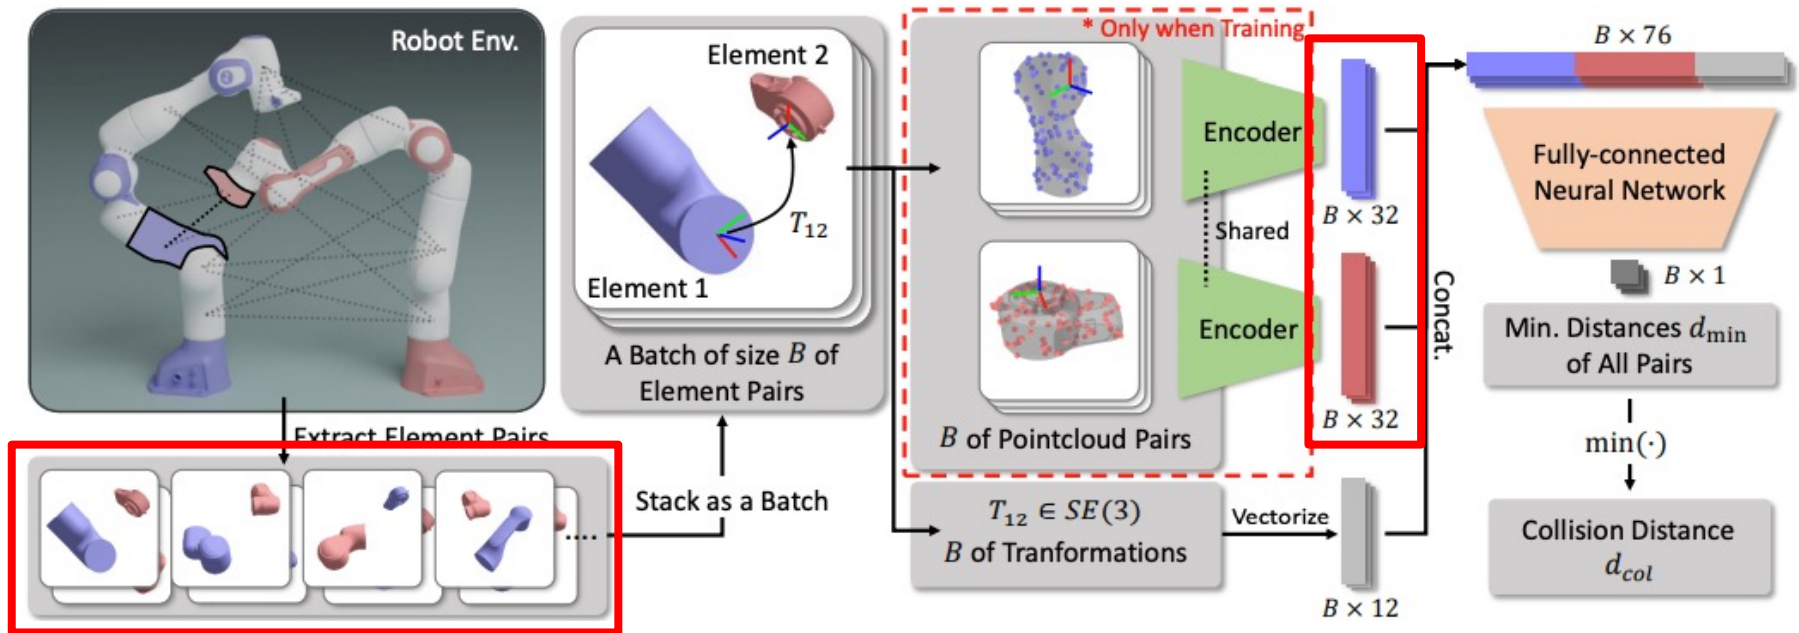 Robot Env.
Extract Element Pairs
....
Stack as a Batch
Element 2
T₁₂
Element 1
A Batch of size B of
Element Pairs
* Only when Training
Encoder
Shared
Encoder
B of Pointcloud Pairs
T₁₂ ∈ SE(3)
B of Tranformations
Vectorize
B × 32
B × 32
B × 12
Concat.
B × 76
Fully-connected
Neural Network
B × 1
Min. Distances d_min
of All Pairs
min(·)
Collision Distance
d_col